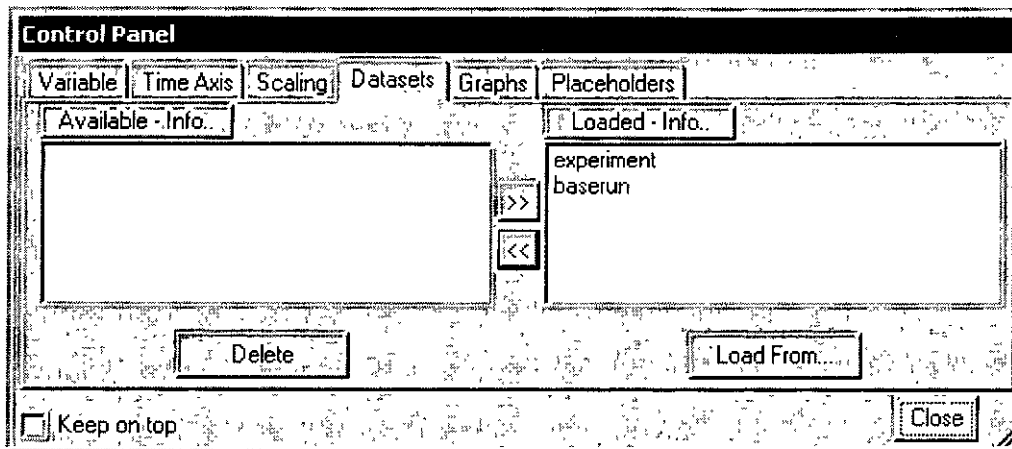 Control Panel
Variable Time Axis Scaling Datasets Graphs Placeholders
Available - Info.. Loaded - Info..
experiment
baserun
>>
<<
Delete Load From...
Keep on top Close